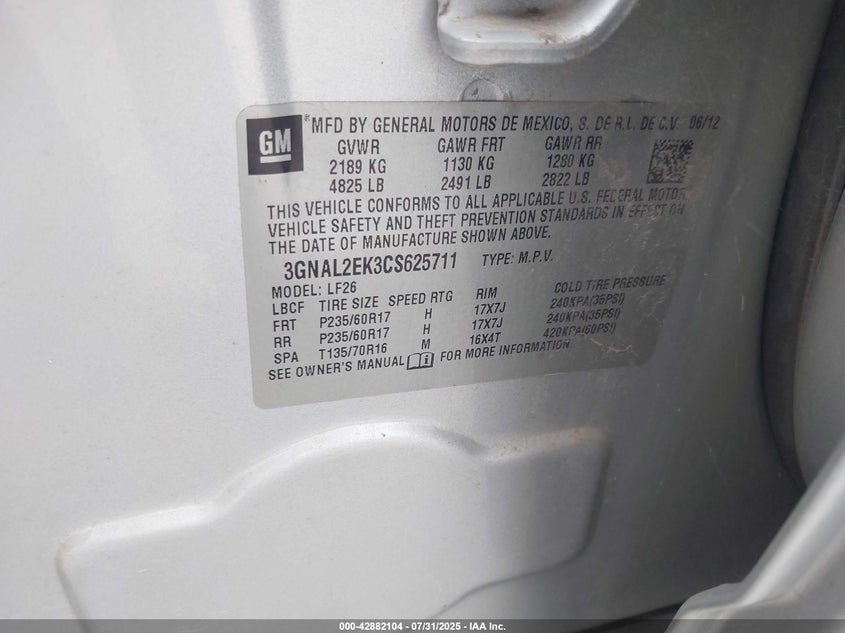 GM
® MFD BY GENERAL MOTORS DE MEXICO, S. DE R.L. DE C.V. 06/12
GVWR GAWR FRT GAWR RR
2189 KG 1130 KG 1280 KG
4825 LB 2491 LB 2822 LB
THIS VEHICLE CONFORMS TO ALL APPLICABLE U.S. FEDERAL MOTOR
VEHICLE SAFETY AND THEFT PREVENTION STANDARDS IN EFFECT ON
THE DATE OF MANUFACTURE SHOWN ABOVE.
3GNAL2EK3CS625711 TYPE: M.P.V.
MODEL: LF26
LBCF TIRE SIZE SPEED RTG RIM COLD TIRE PRESSURE
FRT P235/60R17 H 17X7J 240KPA(35PSI)
RR P235/60R17 H 17X7J 240KPA(35PSI)
SPA T135/70R16 M 16X4T 420KPA(60PSI)
SEE OWNER'S MANUAL FOR MORE INFORMATION
000-42882104 - 07/31/2025 - IAA Inc.